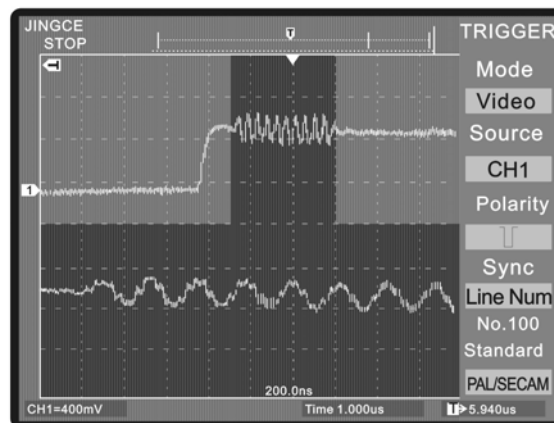 JINGCE
STOP
T
TRIGGER
Mode
Video
Source
CH1
Polarity
Sync
Line Num
No.100
Standard
PAL/SECAM
1
200.0ns
CH1=400mV
Time 1.000us
T 5.940us